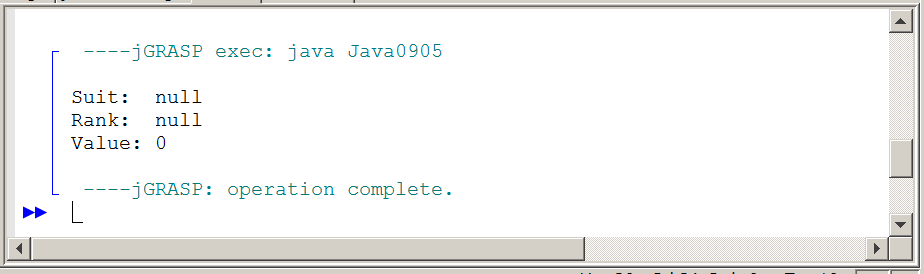 ----jGRASP exec: java Java0905
Suit:  null
Rank:  null
Value: 0
----jGRASP: operation complete.